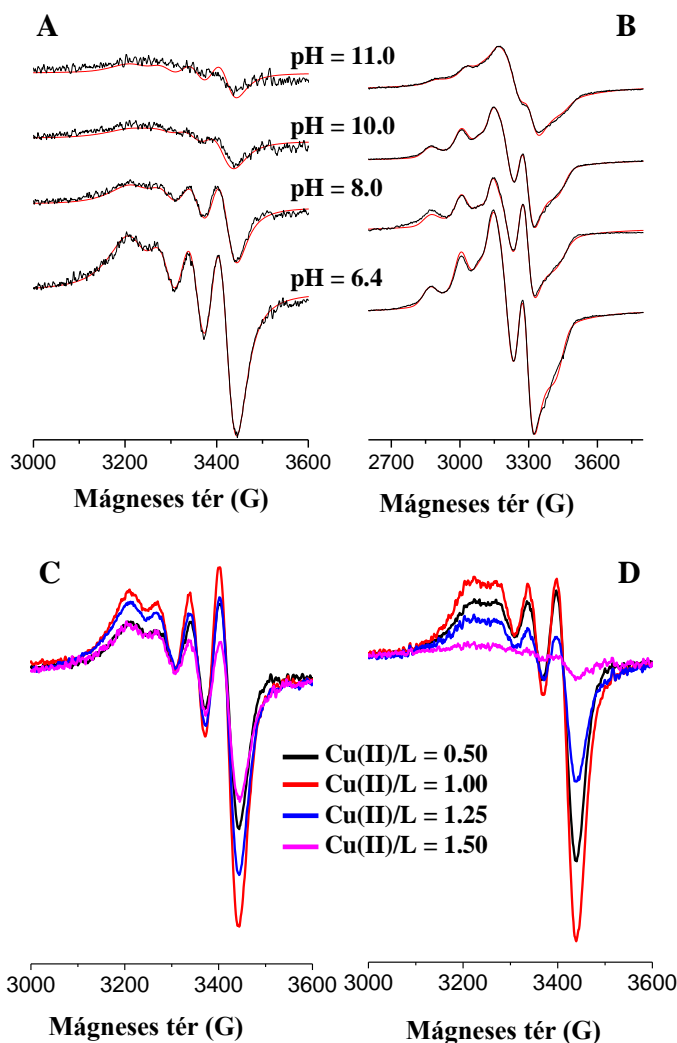 A
B
pH = 11.0
pH = 10.0
pH = 8.0
pH = 6.4
3000 3200 3400 3600
2700 3000 3300 3600
Mágneses tér (G)
Mágneses tér (G)
C
D
Cu(II)/L = 0.50
Cu(II)/L = 1.00
Cu(II)/L = 1.25
Cu(II)/L = 1.50
3000 3200 3400 3600
3000 3200 3400 3600
Mágneses tér (G)
Mágneses tér (G)